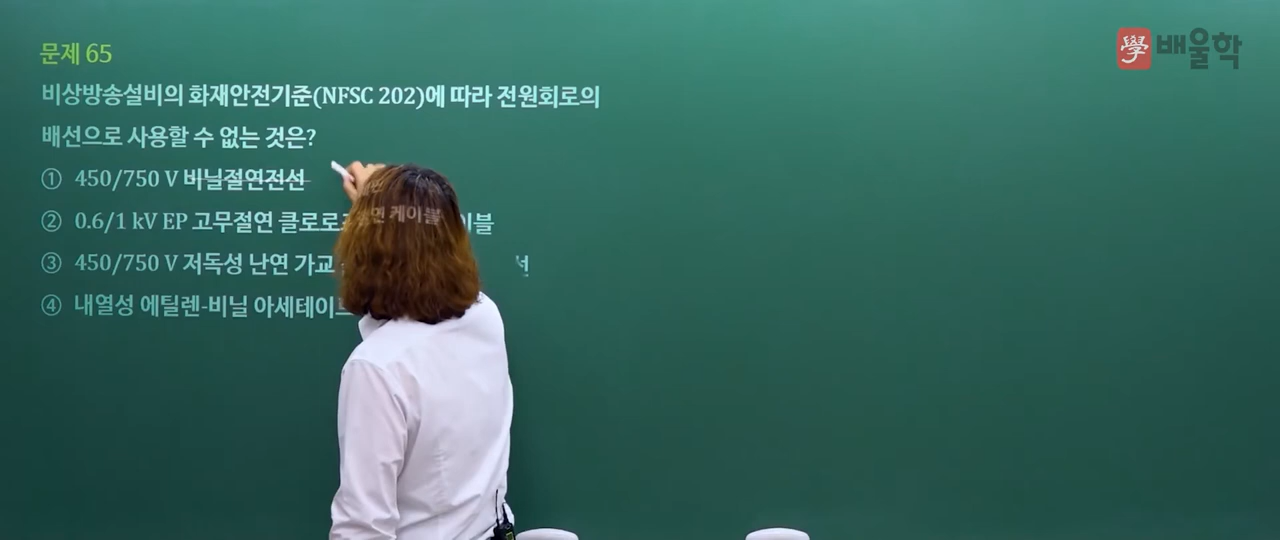 學 배울학
문제 65
비상방송설비의 화재안전기준(NFSC 202)에 따라 전원회로의
배선으로 사용할 수 없는 것은?
① 450/750 V 비닐절연전선
② 0.6/1 kV EP 고무절연 클로로 케이블
③ 450/750 V 저독성 난연 가교
④ 내열성 에틸렌-비닐 아세테이트